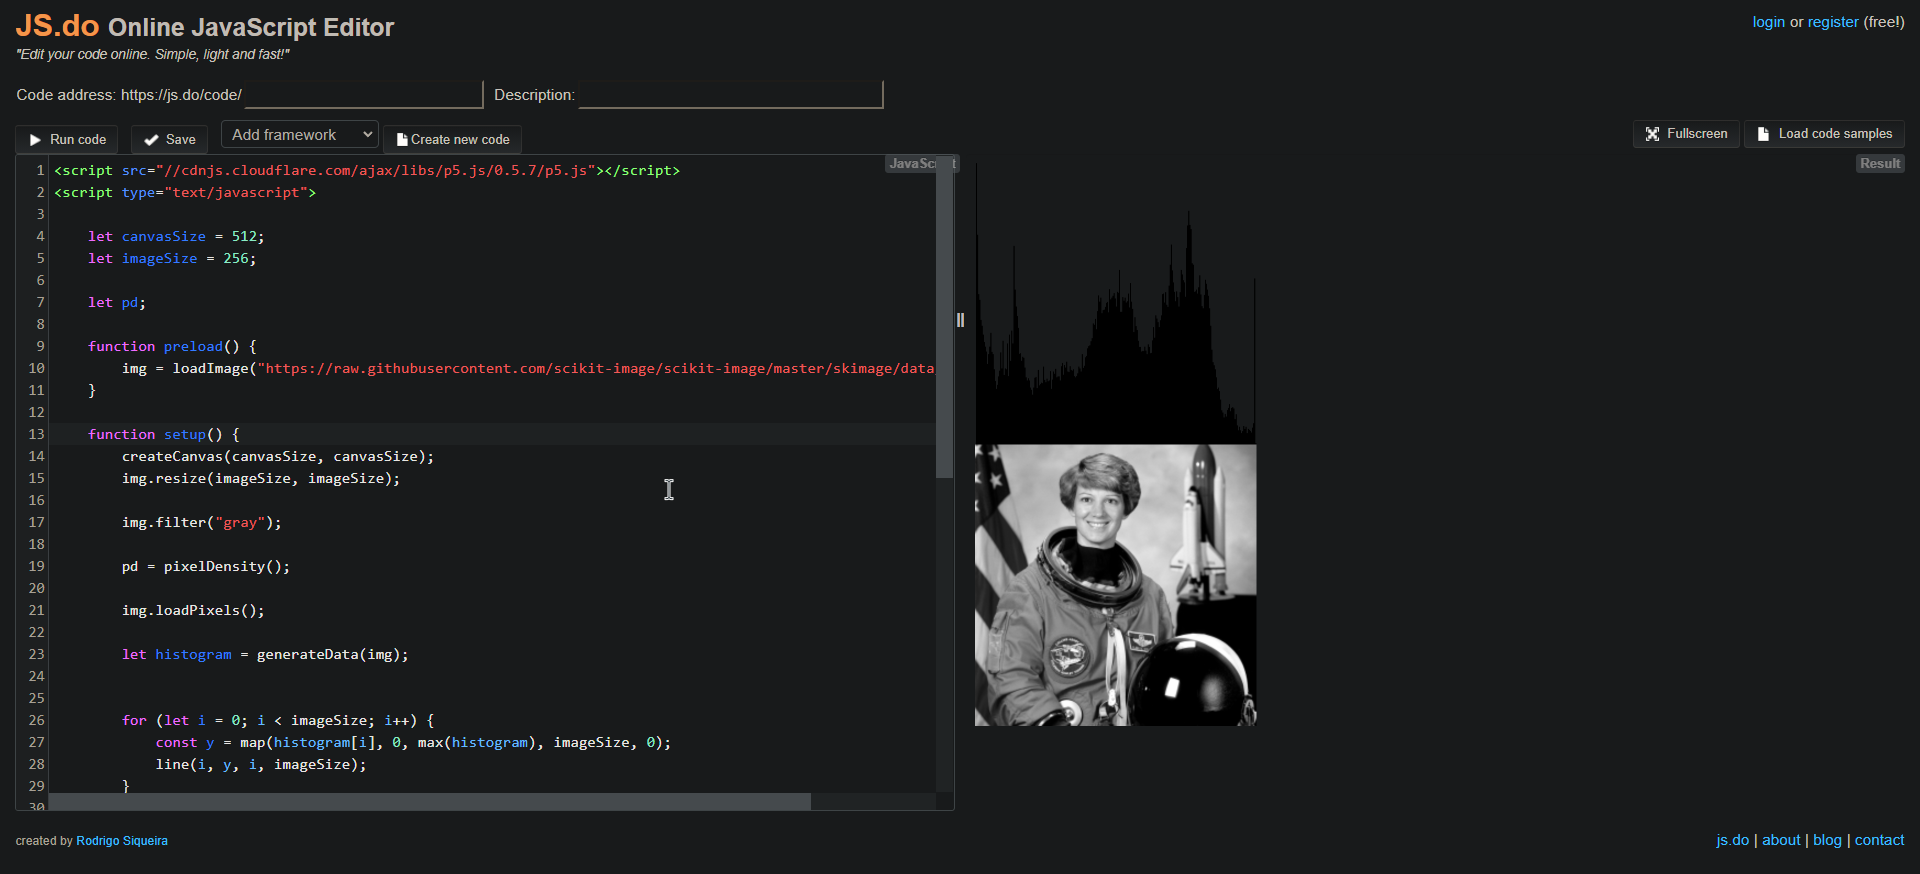 JS.do Online JavaScript Editor
login or register (free!)
"Edit your code online. Simple, light and fast!"
Code address: https://js.do/code/
Description:
Run code
Save
Add framework
Create new code
Fullscreen
Load code samples
JavaSc t
Result
1 <script src="//cdnjs.cloudflare.com/ajax/libs/p5.js/0.5.7/p5.js"></script>
2 <script type="text/javascript">
3
4 let canvasSize = 512;
5 let imageSize = 256;
6
7 let pd;
8
9 function preload() {
10 img = loadImage("https://raw.githubusercontent.com/scikit-image/scikit-image/master/skimage/data
11 }
12
13 function setup() {
14 createCanvas(canvasSize, canvasSize);
15 img.resize(imageSize, imageSize);
16
17 img.filter("gray");
18
19 pd = pixelDensity();
20
21 img.loadPixels();
22
23 let histogram = generateData(img);
24
25
26 for (let i = 0; i < imageSize; i++) {
27 const y = map(histogram[i], 0, max(histogram), imageSize, 0);
28 line(i, y, i, imageSize);
29 }
30
created by Rodrigo Siqueira
js.do | about | blog | contact